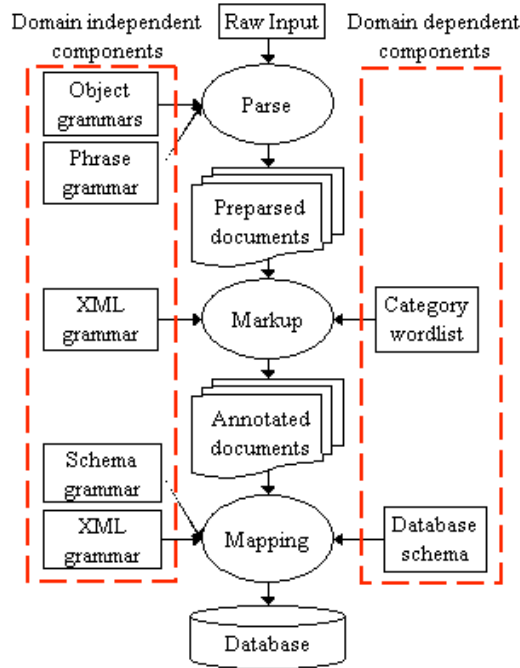 Domain independent
components
Raw Input
Domain dependent
components
Object
grammars
Parse
Phrase
grammar
Preparsed
documents
XML
grammar
Markup
Category
wordlist
Annotated
documents
Schema
grammar
XML
grammar
Mapping
Database
schema
Database